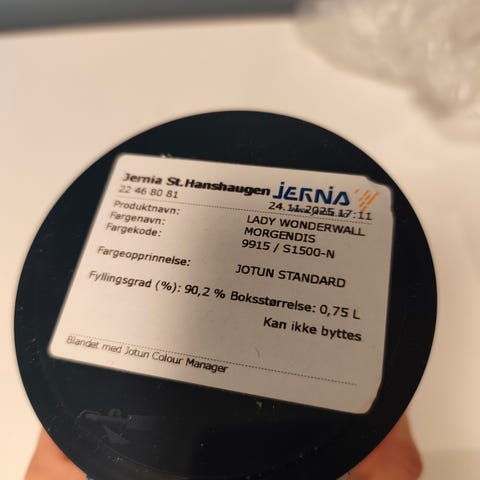 Jernia St.Hanshaugen JERNIA
22 46 80 81 24.11.2025 17:11
Produktnavn: LADY WONDERWALL
Fargenavn: MORGENDIS
Fargekode: 9915 / S1500-N
Fargeopprinnelse: JOTUN STANDARD
Fyllingsgrad (%): 90,2 % Boksstørrelse: 0,75 L
Kan ikke byttes
Blandet med Jotun Colour Manager